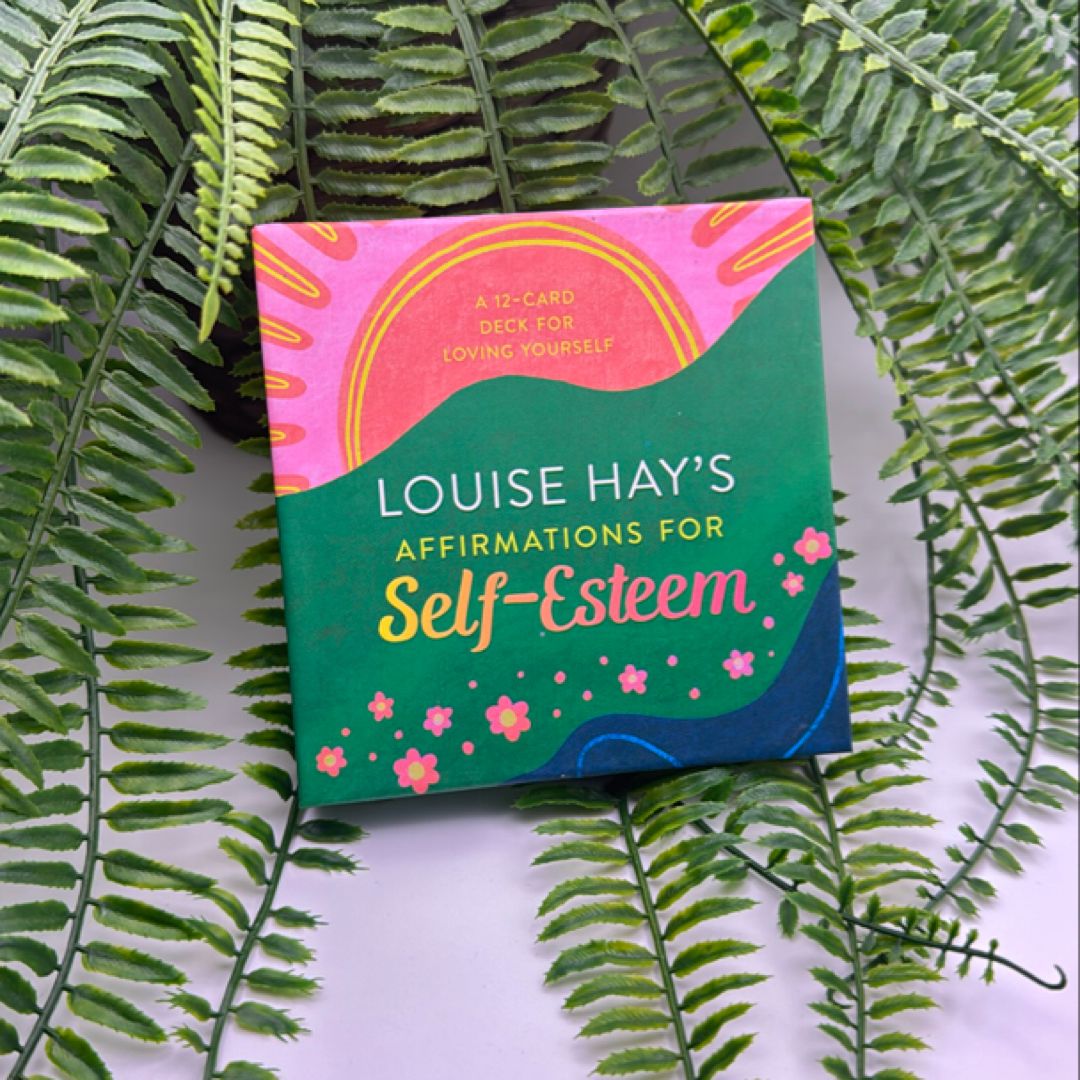 A 12-CARD
DECK FOR
LOVING YOURSELF
LOUISE HAY'S
AFFIRMATIONS FOR
Self-Esteem